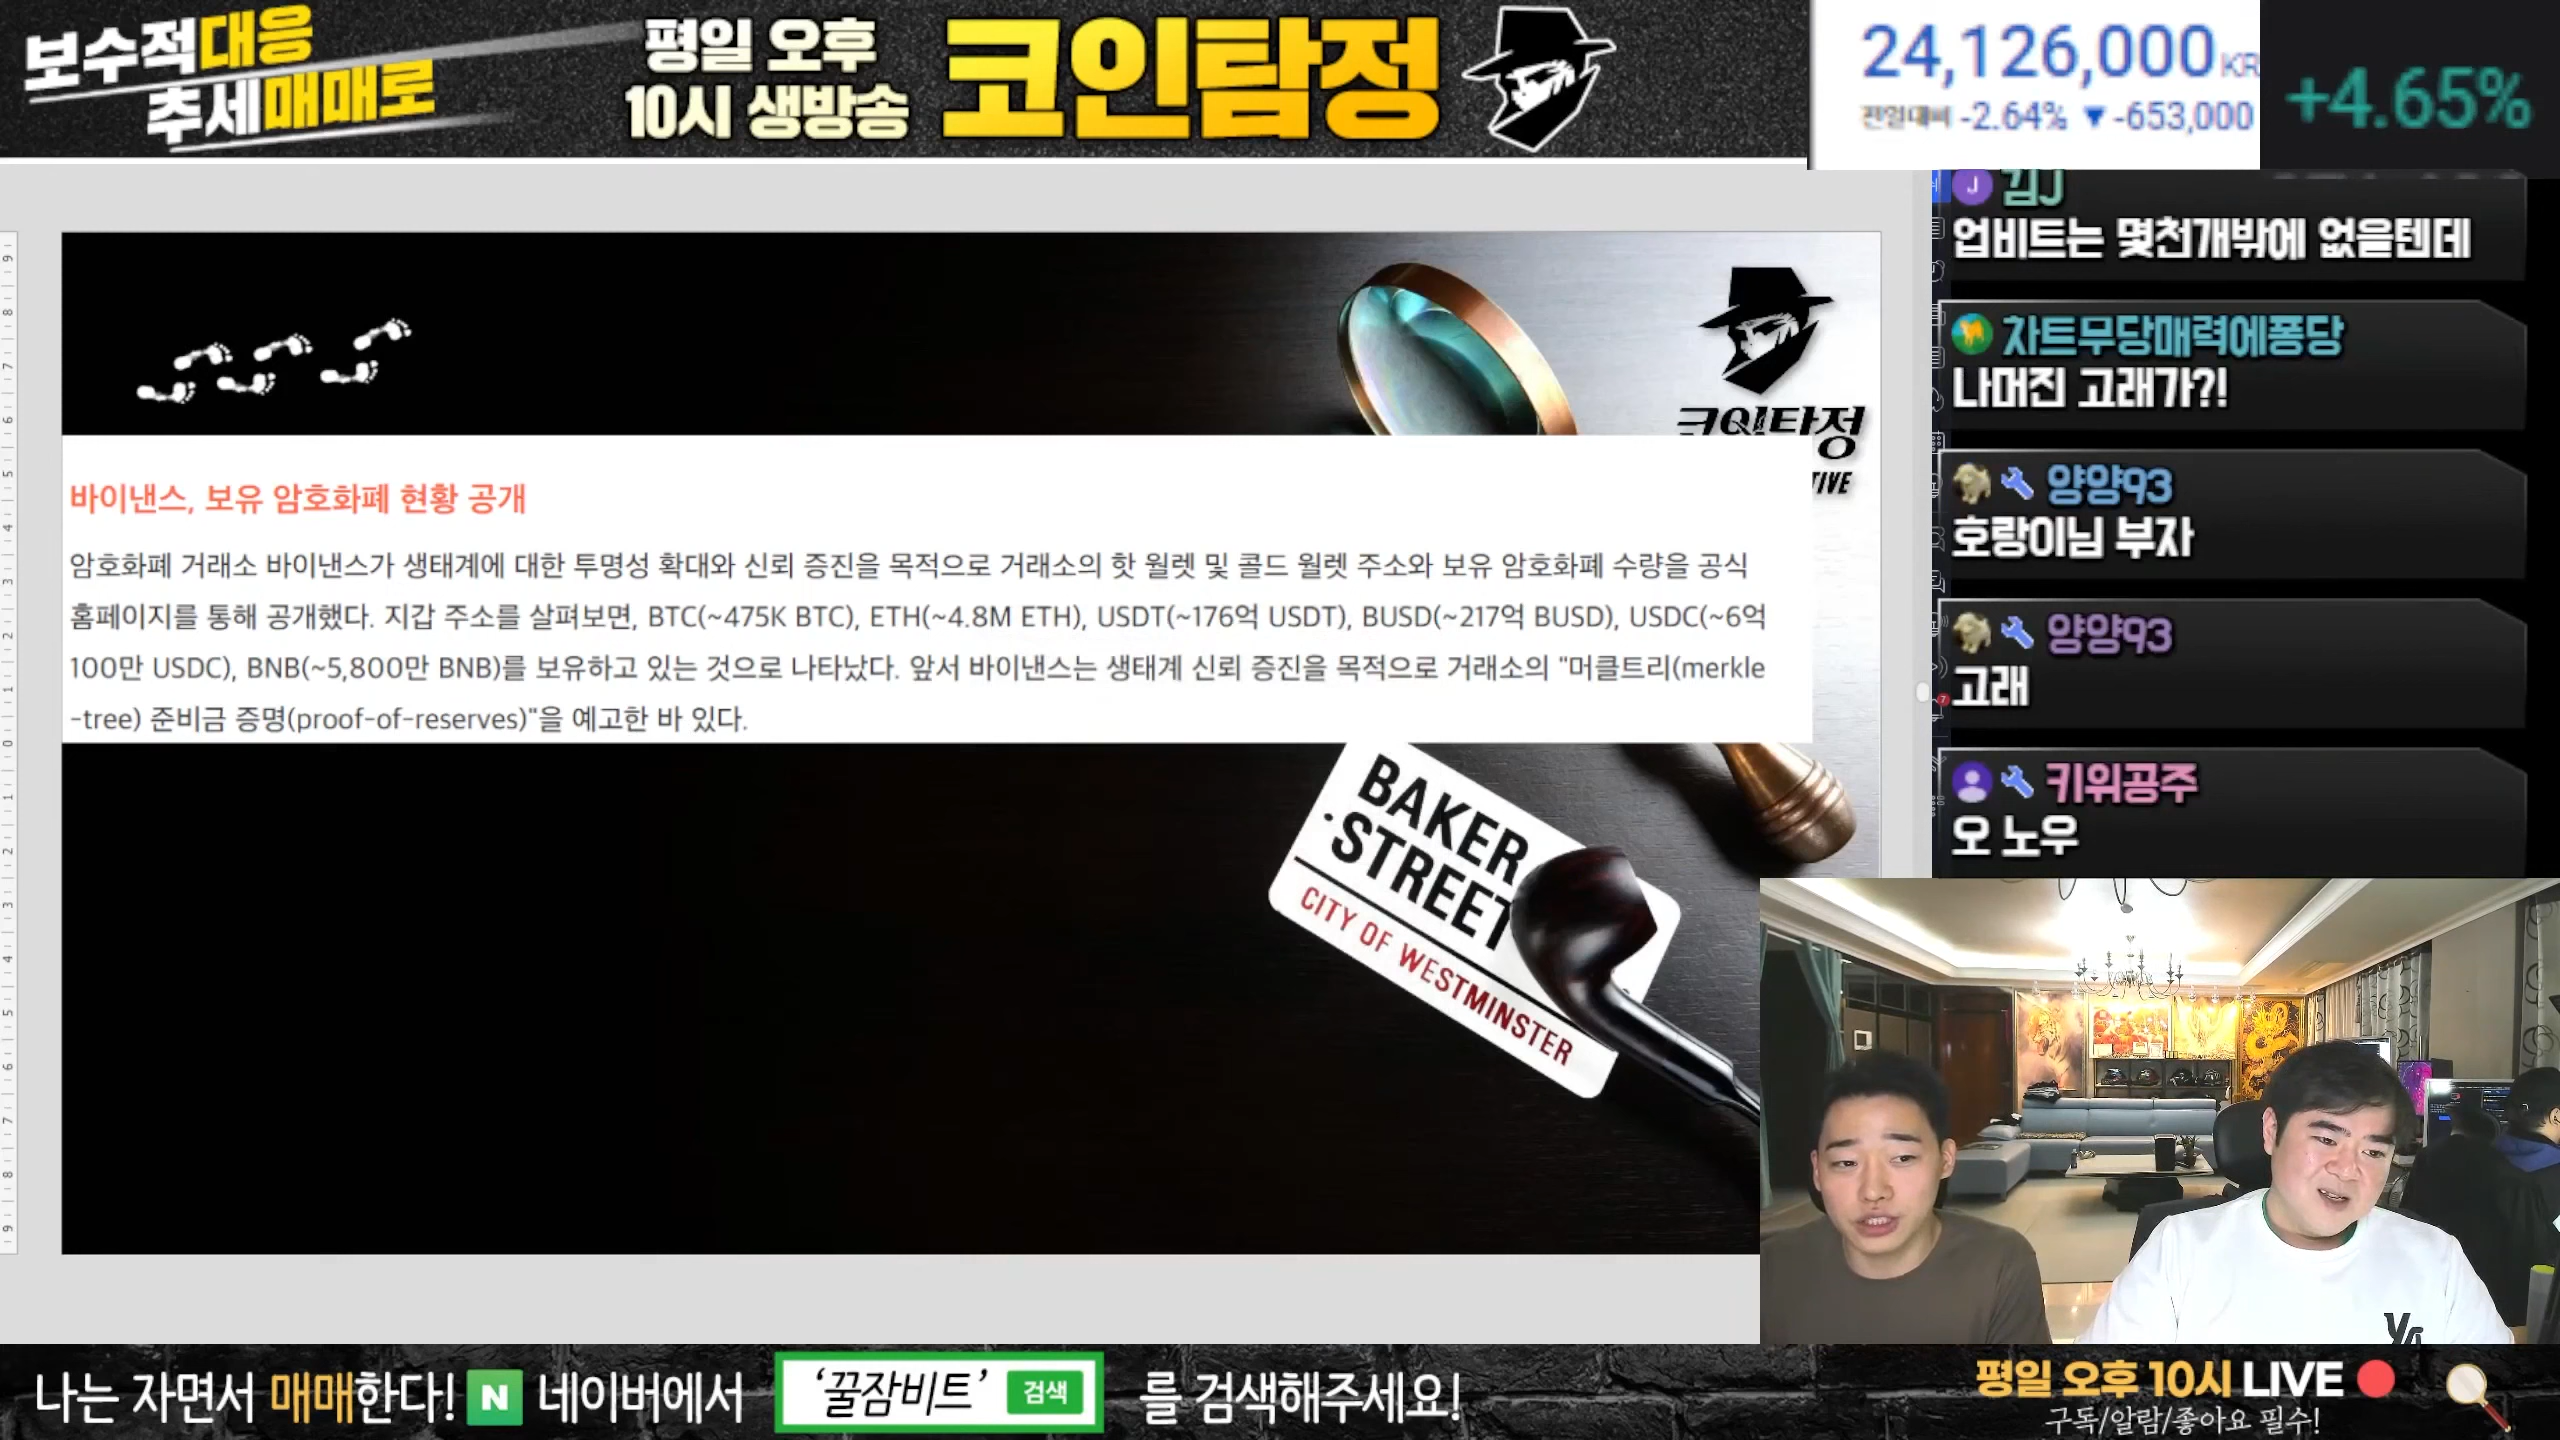 보수적대응
추세매매로
평일 오후
10시 생방송
코인탐정
24,126,000 KR
전일대비 -2.64% ▼ -653,000
+4.65%
J 김J
업비트는 몇천개밖에 없을텐데
차트무당매력에퐁당
나머진 고래가?!
양양93
호랑이님 부자
양양93
고래
키위공주
오 노우
코인탐정
TIVE
바이낸스, 보유 암호화폐 현황 공개
암호화폐 거래소 바이낸스가 생태계에 대한 투명성 확대와 신뢰 증진을 목적으로 거래소의 핫 월렛 및 콜드 월렛 주소와 보유 암호화폐 수량을 공식
홈페이지를 통해 공개했다. 지갑 주소를 살펴보면, BTC(~475K BTC), ETH(~4.8M ETH), USDT(~176억 USDT), BUSD(~217억 BUSD), USDC(~6억
100만 USDC), BNB(~5,800만 BNB)를 보유하고 있는 것으로 나타났다. 앞서 바이낸스는 생태계 신뢰 증진을 목적으로 거래소의 "머클트리(merkle
-tree) 준비금 증명(proof-of-reserves)"을 예고한 바 있다.
BAKER
STREET
CITY OF WESTMINSTER
나는 자면서 매매한다! N 네이버에서 '꿀잠비트' 검색 를 검색해주세요!
평일 오후 10시 LIVE
구독/알람/좋아요 필수!